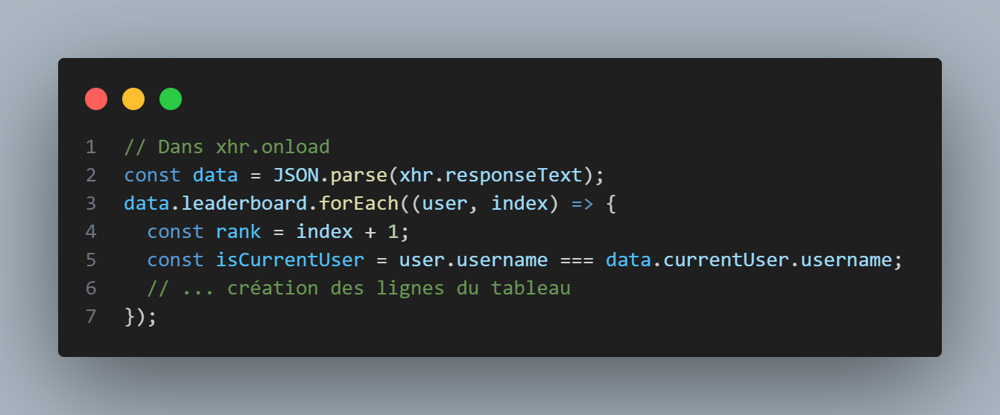 1 // Dans xhr.onload
2 const data = JSON.parse(xhr.responseText);
3 data.leaderboard.forEach((user, index) => {
4   const rank = index + 1;
5   const isCurrentUser = user.username === data.currentUser.username;
6   // ... création des lignes du tableau
7 });